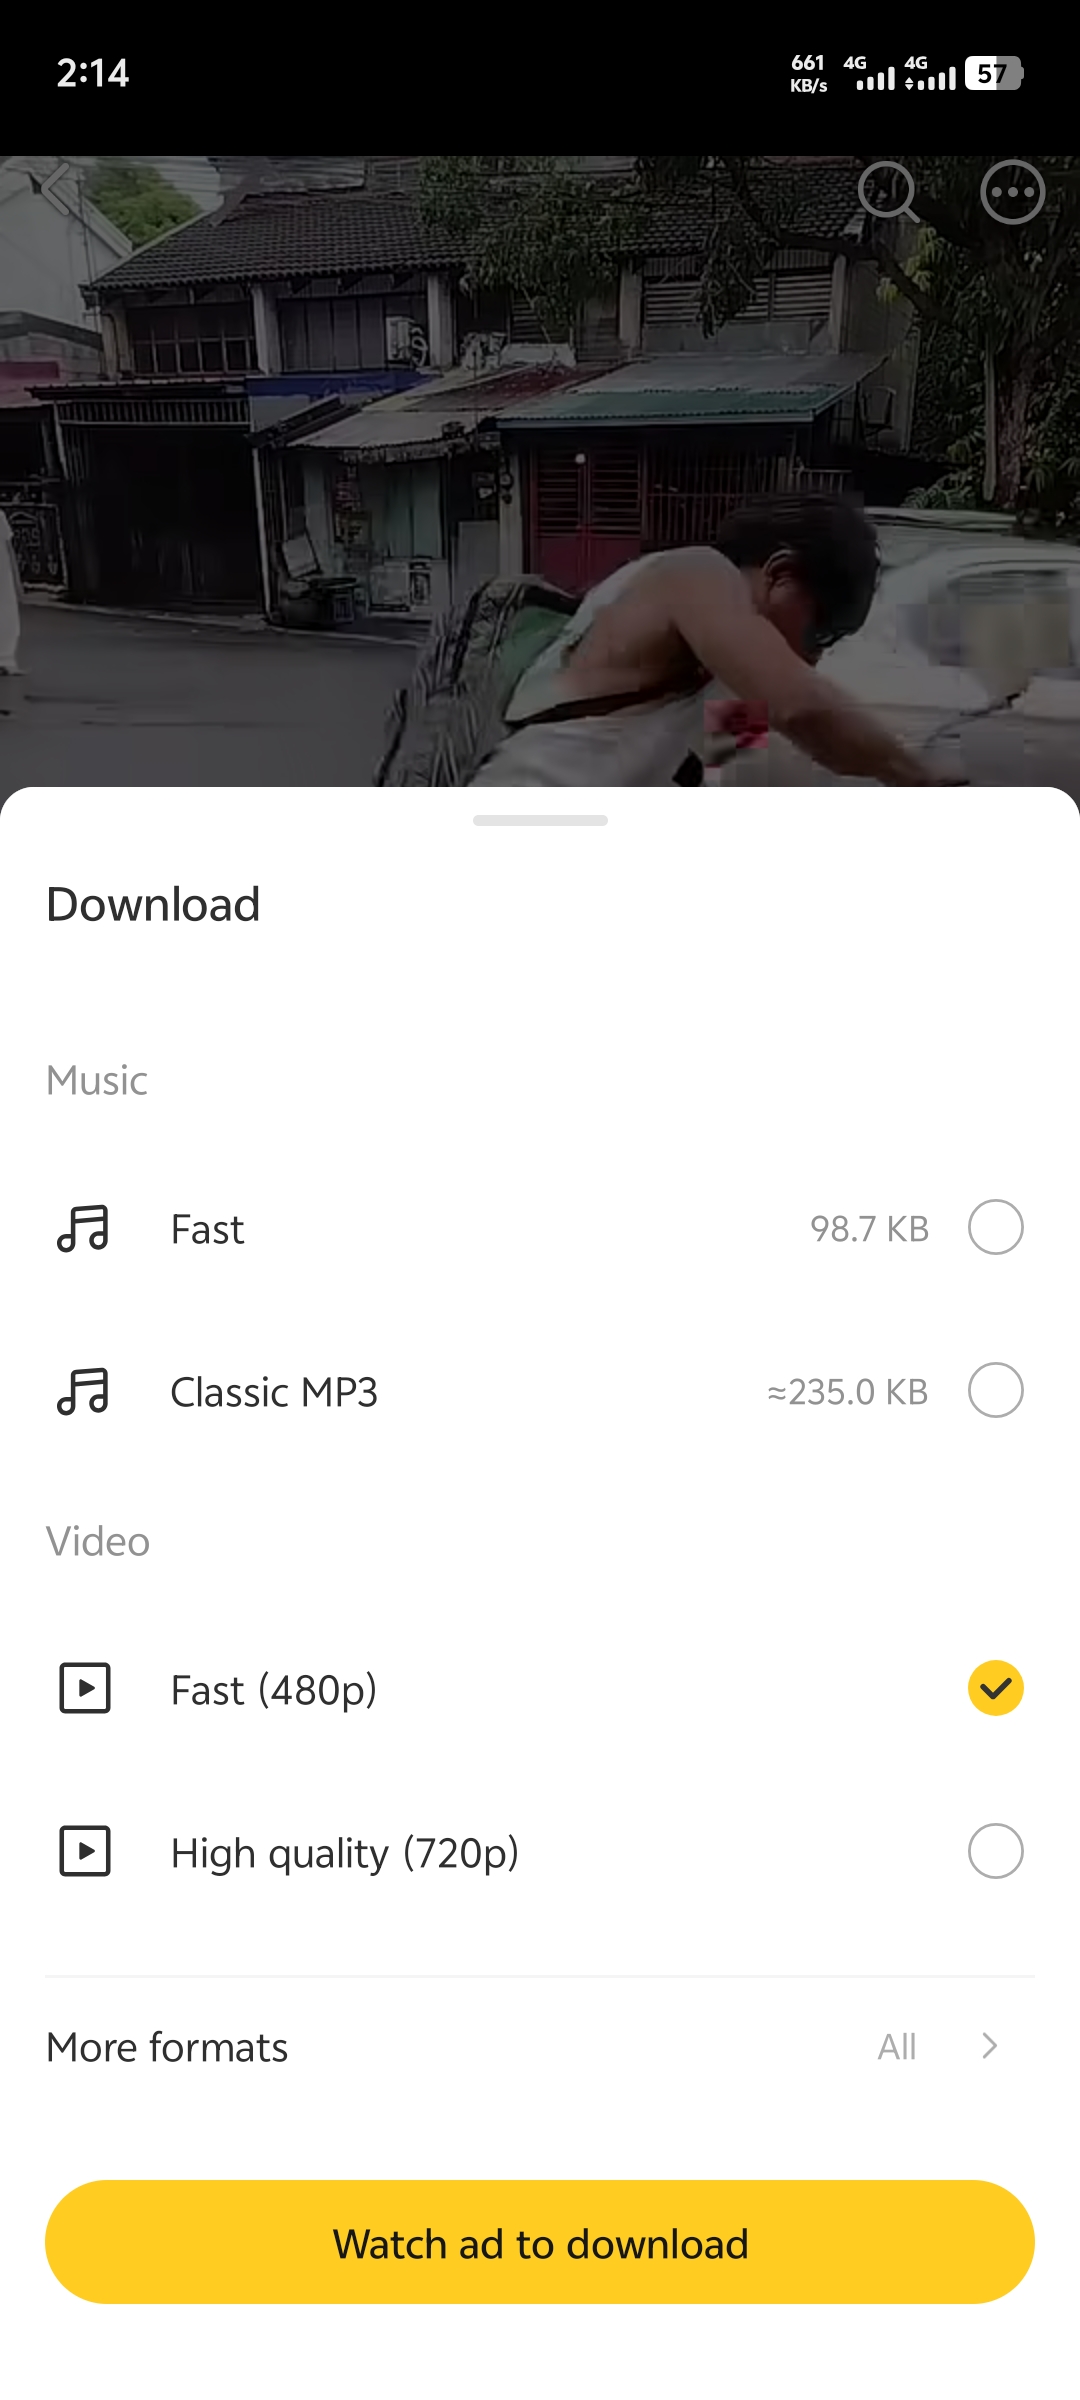 2:14
661 KB/s 4G 4G 57
Download
Music
Fast 98.7 KB
Classic MP3 ≈235.0 KB
Video
Fast (480p)
High quality (720p)
More formats All
Watch ad to download